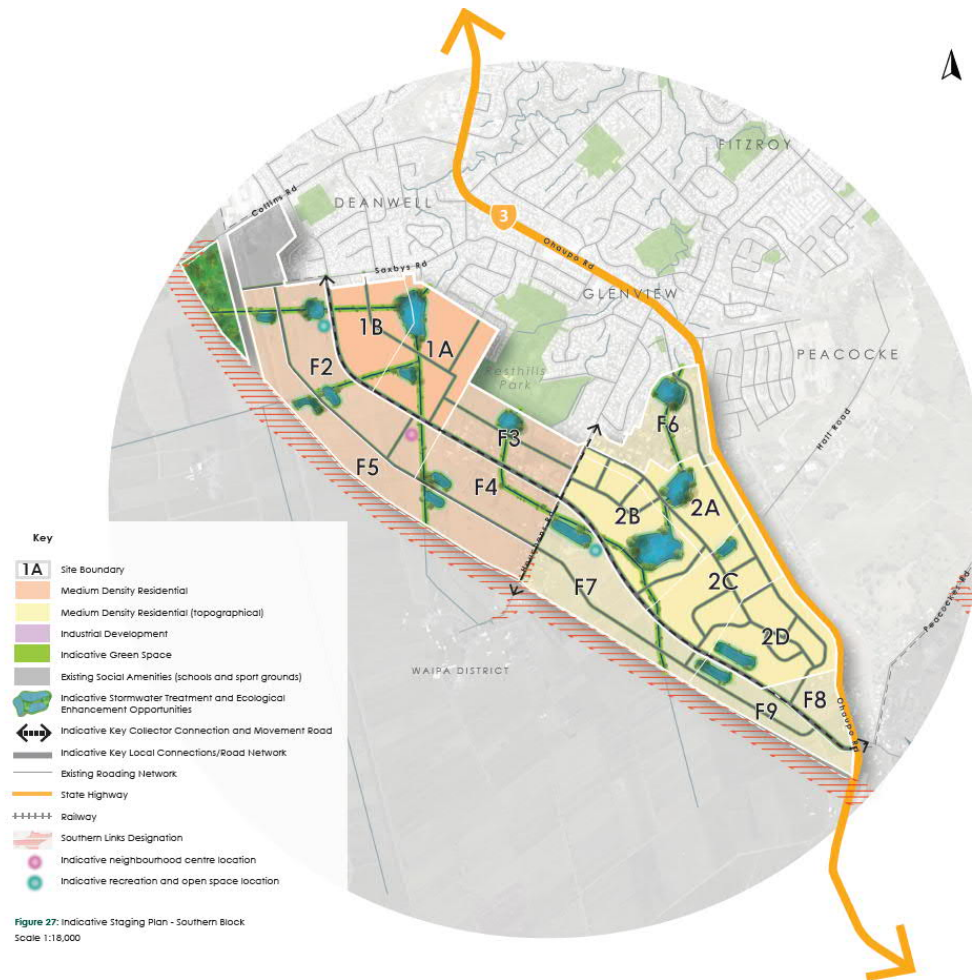 FITZROY
Collins Rd
DEANWELL
3
Ohaupo Rd
Saxbys Rd
GLENVIEW
PEACOCKE
1B
1A
Resthills
Park
Hall Road
F2
F6
F3
F5
F4
2A
2B
Houchens Rd
2C
F7
Peacockes Rd
2D
WAIPA DISTRICT
F8
F9
Ohaupo Rd
Key
1A Site Boundary
Medium Density Residential
Medium Density Residential (topographical)
Industrial Development
Indicative Green Space
Existing Social Amenities (schools and sport grounds)
Indicative Stormwater Treatment and Ecological
Enhancement Opportunities
Indicative Key Collector Connection and Movement Road
Indicative Key Local Connections/Road Network
Existing Roading Network
State Highway
Railway
Southern Links Designation
Indicative neighbourhood centre location
Indicative recreation and open space location
Figure 27: Indicative Staging Plan - Southern Block
Scale 1:18,000